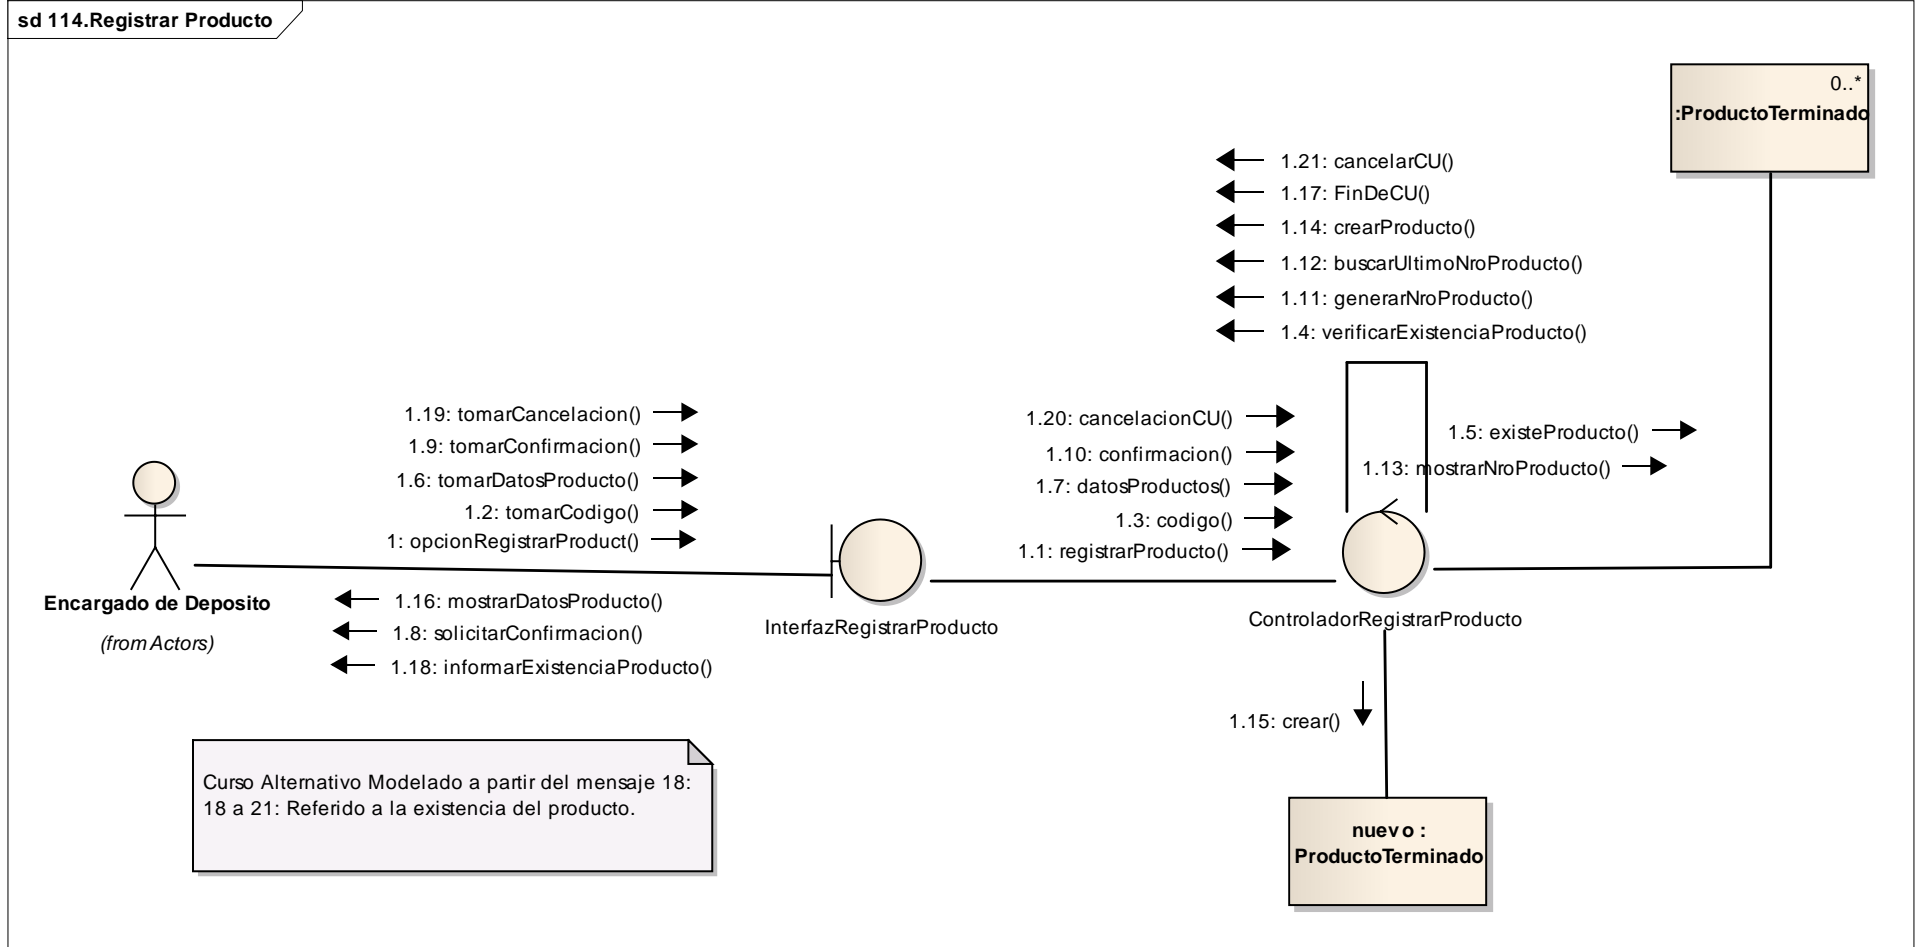 sd 114.Registrar Producto
0..*
:ProductoTerminado
1.21: cancelarCU()
1.17: FinDeCU()
1.14: crearProducto()
1.12: buscarUltimoNroProducto()
1.11: generarNroProducto()
1.4: verificarExistenciaProducto()
1.19: tomarCancelacion()
1.9: tomarConfirmacion()
1.6: tomarDatosProducto()
1.2: tomarCodigo()
1: opcionRegistrarProduct()
1.20: cancelacionCU()
1.10: confirmacion()
1.7: datosProductos()
1.3: codigo()
1.1: registrarProducto()
1.5: existeProducto()
1.13: mostrarNroProducto()
Encargado de Deposito
(from Actors)
1.16: mostrarDatosProducto()
1.8: solicitarConfirmacion()
1.18: informarExistenciaProducto()
InterfazRegistrarProducto
ControladorRegistrarProducto
1.15: crear()
Curso Alternativo Modelado a partir del mensaje 18:
18 a 21: Referido a la existencia del producto.
nuevo :
ProductoTerminado